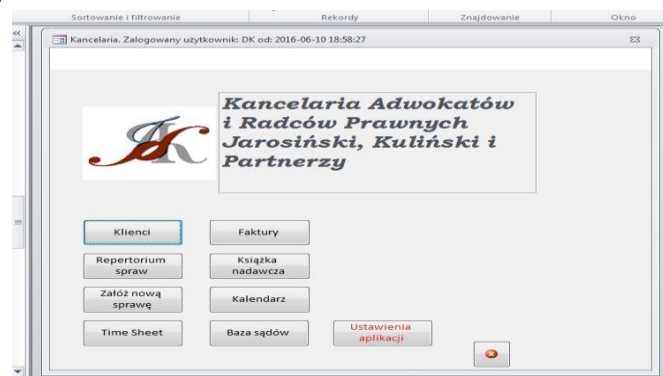 Sortowanie i filtrowanie Rekordy Znajdowanie Okno
Kancelaria. Zalogowany użytkownik: DK od: 2016-06-10 18:58:27
Kancelaria Adwokatów
i Radców Prawnych
Jarosiński, Kuliński i
Partnerzy
Klienci Faktury
Repertorium
spraw
Książka
nadawcza
Załóż nową
sprawę
Kalendarz
Time Sheet Baza sądów
Ustawienia
aplikacji